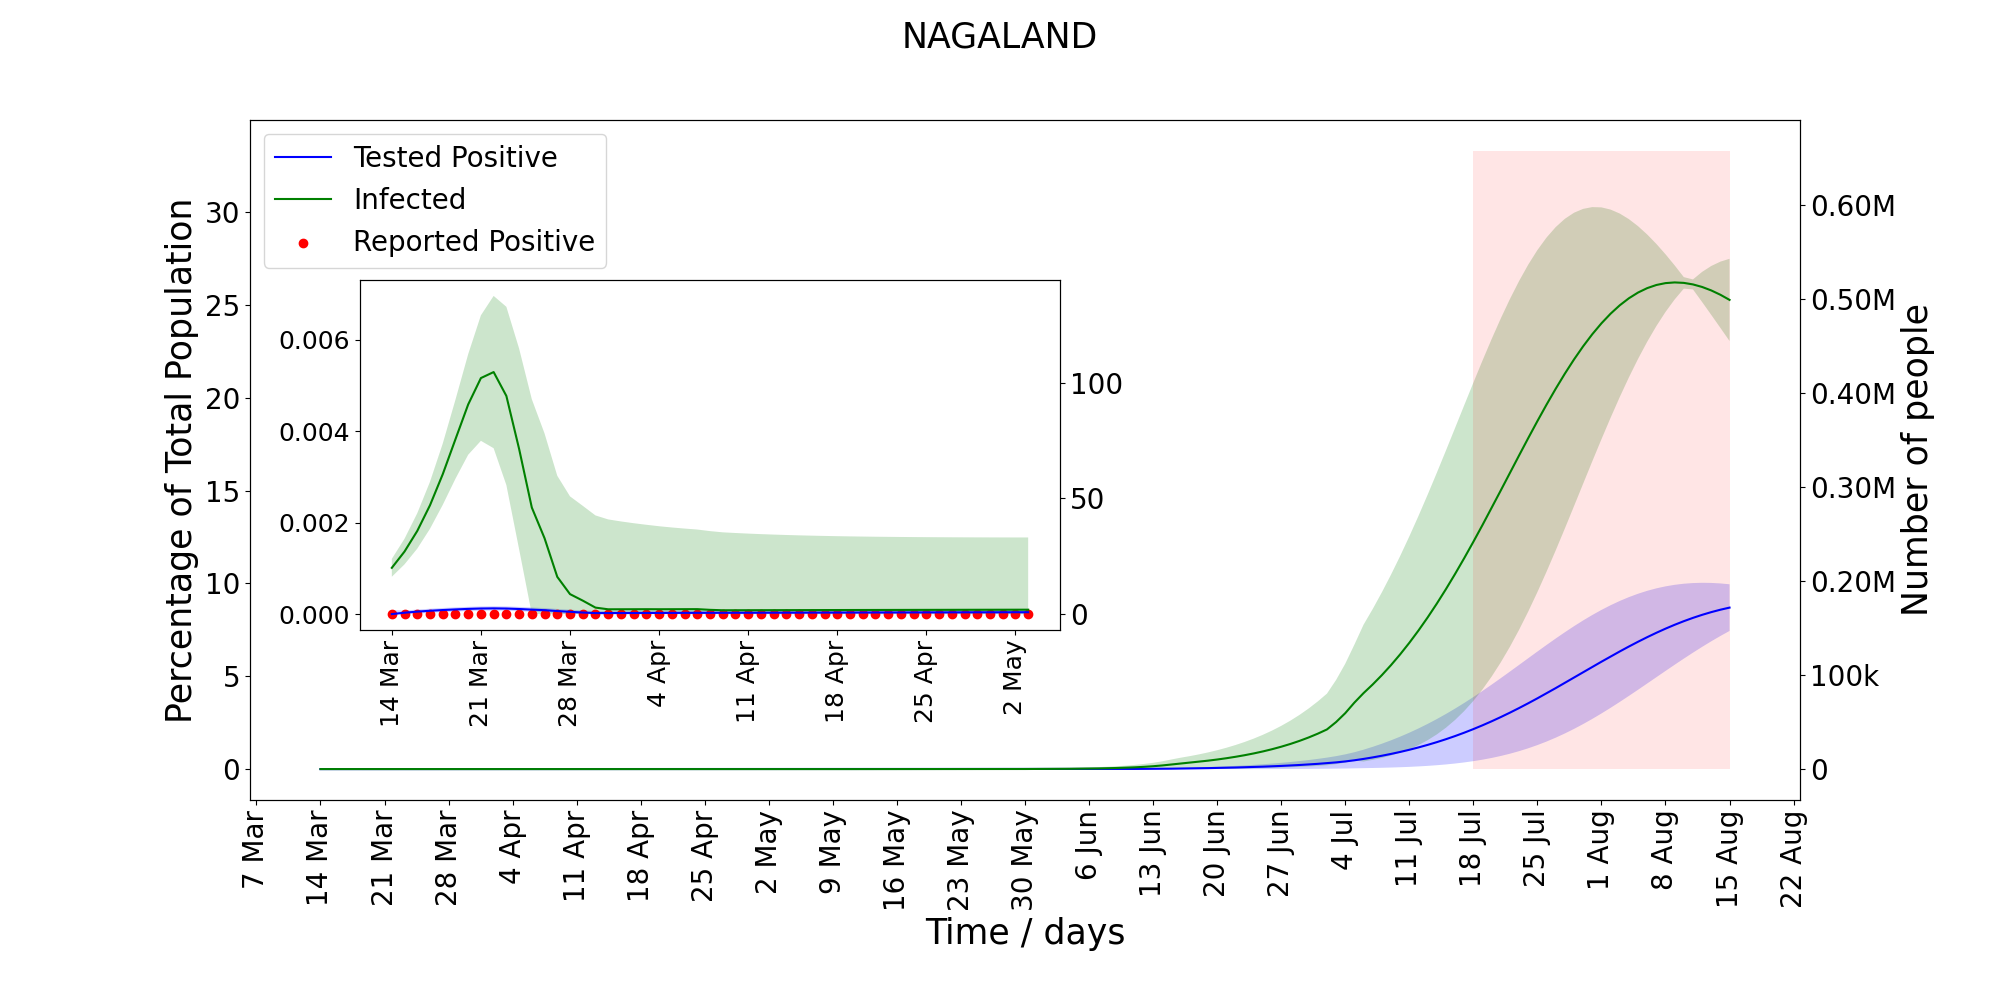 NAGALAND
Tested Positive
Infected
Reported Positive
Percentage of Total Population
30
25
20
15
10
5
0
0.60M
0.50M
0.40M
0.30M
0.20M
100k
0
Number of people
0.006
0.004
0.002
0.000
100
50
0
14 Mar
21 Mar
28 Mar
4 Apr
11 Apr
18 Apr
25 Apr
2 May
7 Mar
14 Mar
21 Mar
28 Mar
4 Apr
11 Apr
18 Apr
25 Apr
2 May
9 May
16 May
23 May
30 May
6 Jun
13 Jun
20 Jun
27 Jun
4 Jul
11 Jul
18 Jul
25 Jul
1 Aug
8 Aug
15 Aug
22 Aug
Time / days